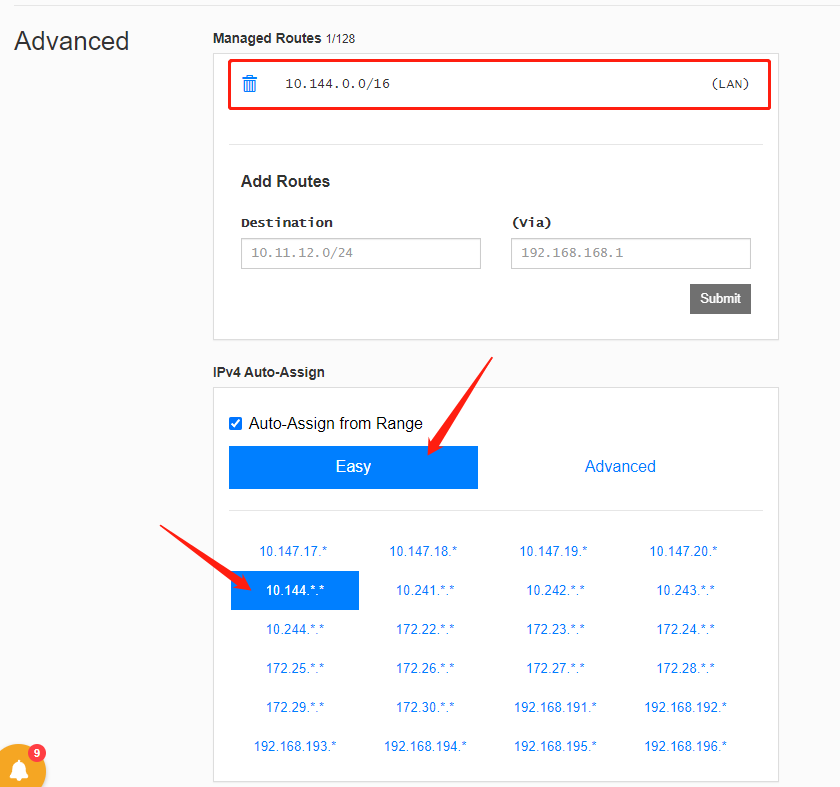 Advanced
Managed Routes 1/128
10.144.0.0/16 (LAN)
Add Routes
Destination (Via)
10.11.12.0/24 192.168.168.1
Submit
IPv4 Auto-Assign
Auto-Assign from Range
Easy Advanced
10.147.17.* 10.147.18.* 10.147.19.* 10.147.20.*
10.144.*.* 10.241.*.* 10.242.*.* 10.243.*.*
10.244.*.* 172.22.*.* 172.23.*.* 172.24.*.*
172.25.*.* 172.26.*.* 172.27.*.* 172.28.*.*
172.29.*.* 172.30.*.* 192.168.191.* 192.168.192.*
192.168.193.* 192.168.194.* 192.168.195.* 192.168.196.*
9